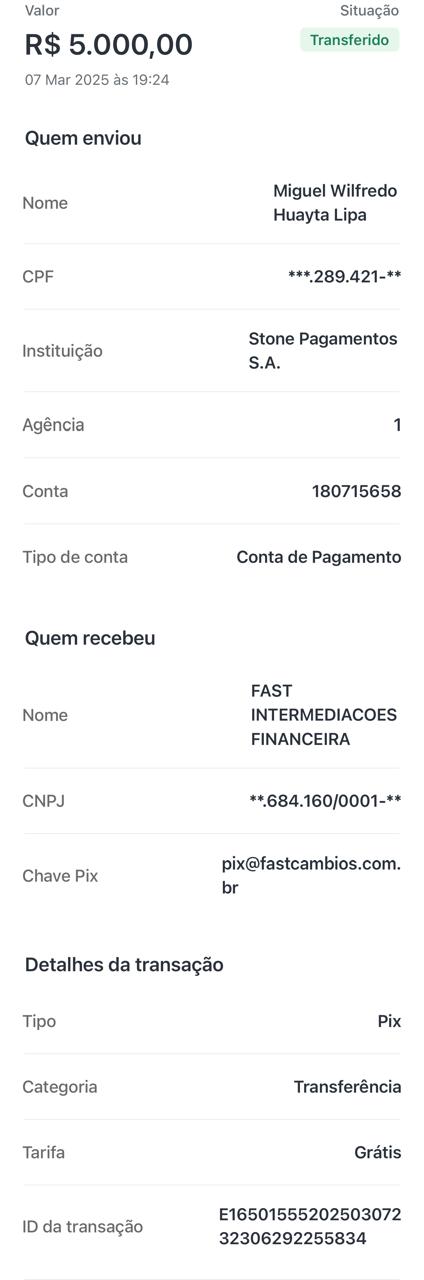 Valor
Situação
R$ 5.000,00
Transferido
07 Mar 2025 às 19:24
Quem enviou
Nome
Miguel Wilfredo
Huayta Lipa
CPF
***.289.421-**
Instituição
Stone Pagamentos
S.A.
Agência
1
Conta
180715658
Tipo de conta
Conta de Pagamento
Quem recebeu
Nome
FAST
INTERMEDIACOES
FINANCEIRA
CNPJ
**.684.160/0001-**
Chave Pix
pix@fastcambios.com.
br
Detalhes da transação
Tipo
Pix
Categoria
Transferência
Tarifa
Grátis
ID da transação
E16501555202503072
32306292255834